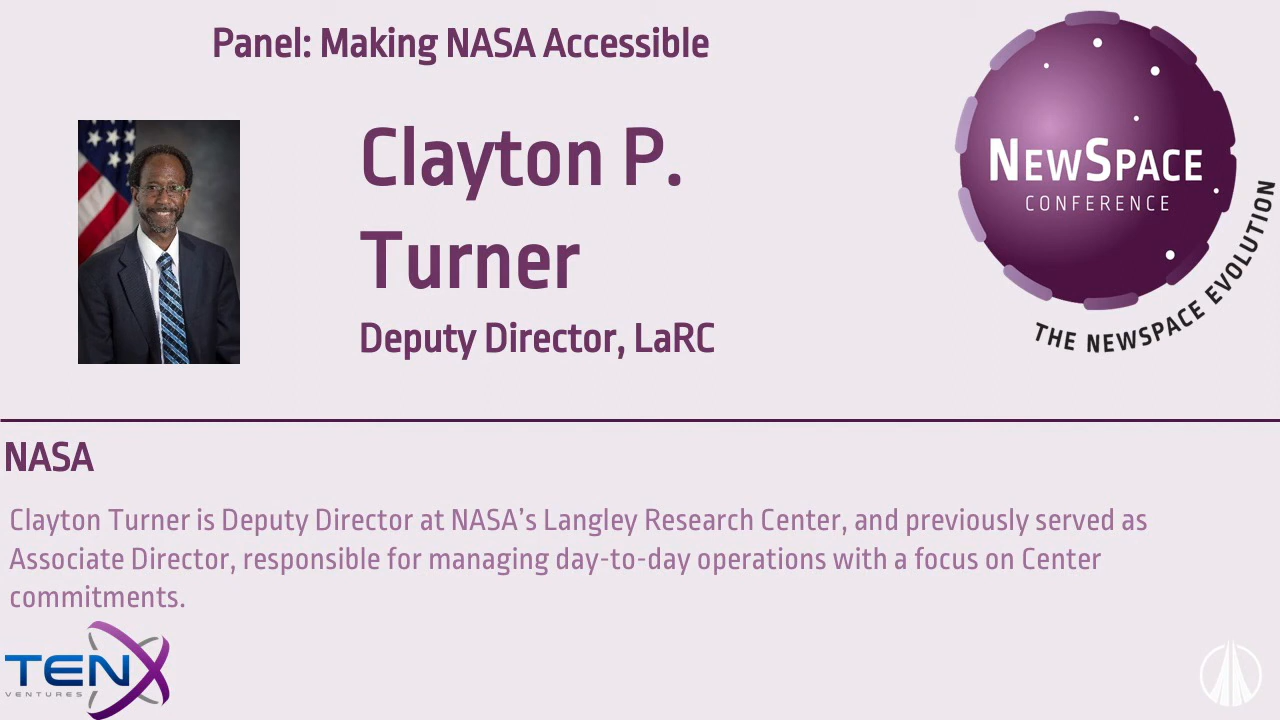 Panel: Making NASA Accessible
Clayton P.
Turner
Deputy Director, LaRC
NEWSPACE
CONFERENCE
THE NEWSPACE EVOLUTION
NASA
Clayton Turner is Deputy Director at NASA's Langley Research Center, and previously served as
Associate Director, responsible for managing day-to-day operations with a focus on Center
commitments.
TENX
VENTURES